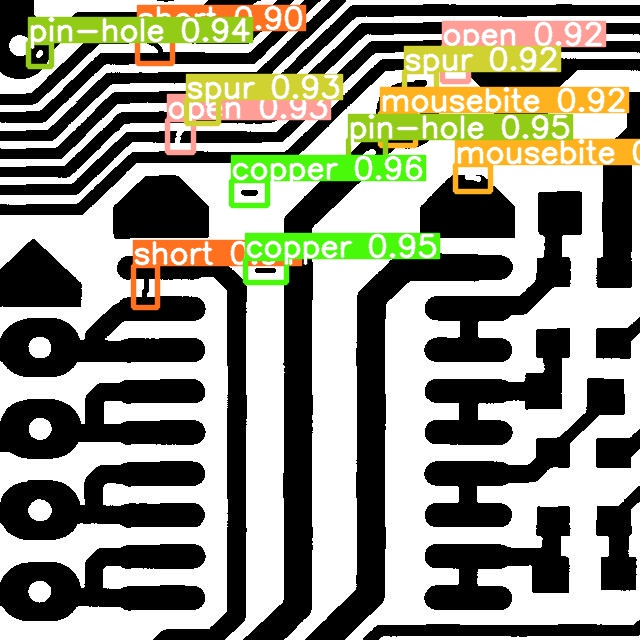 short 0.90
pin-hole 0.94
open 0.92
spur 0.92
spur 0.93
open 0.93
mousebite 0.92
pin-hole 0.95
mousebite
copper 0.96
short
copper 0.95